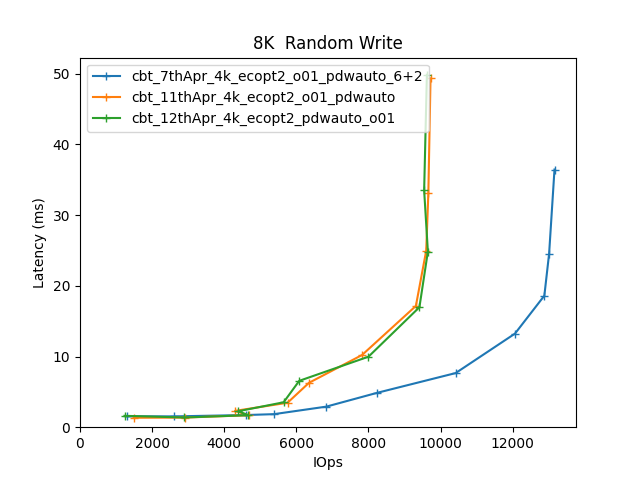 8K  Random Write
cbt_7thApr_4k_ecopt2_o01_pdwauto_6+2
cbt_11thApr_4k_ecopt2_o01_pdwauto
cbt_12thApr_4k_ecopt2_pdwauto_o01
Latency (ms)
50
40
30
20
10
0
0 2000 4000 6000 8000 10000 12000
IOps